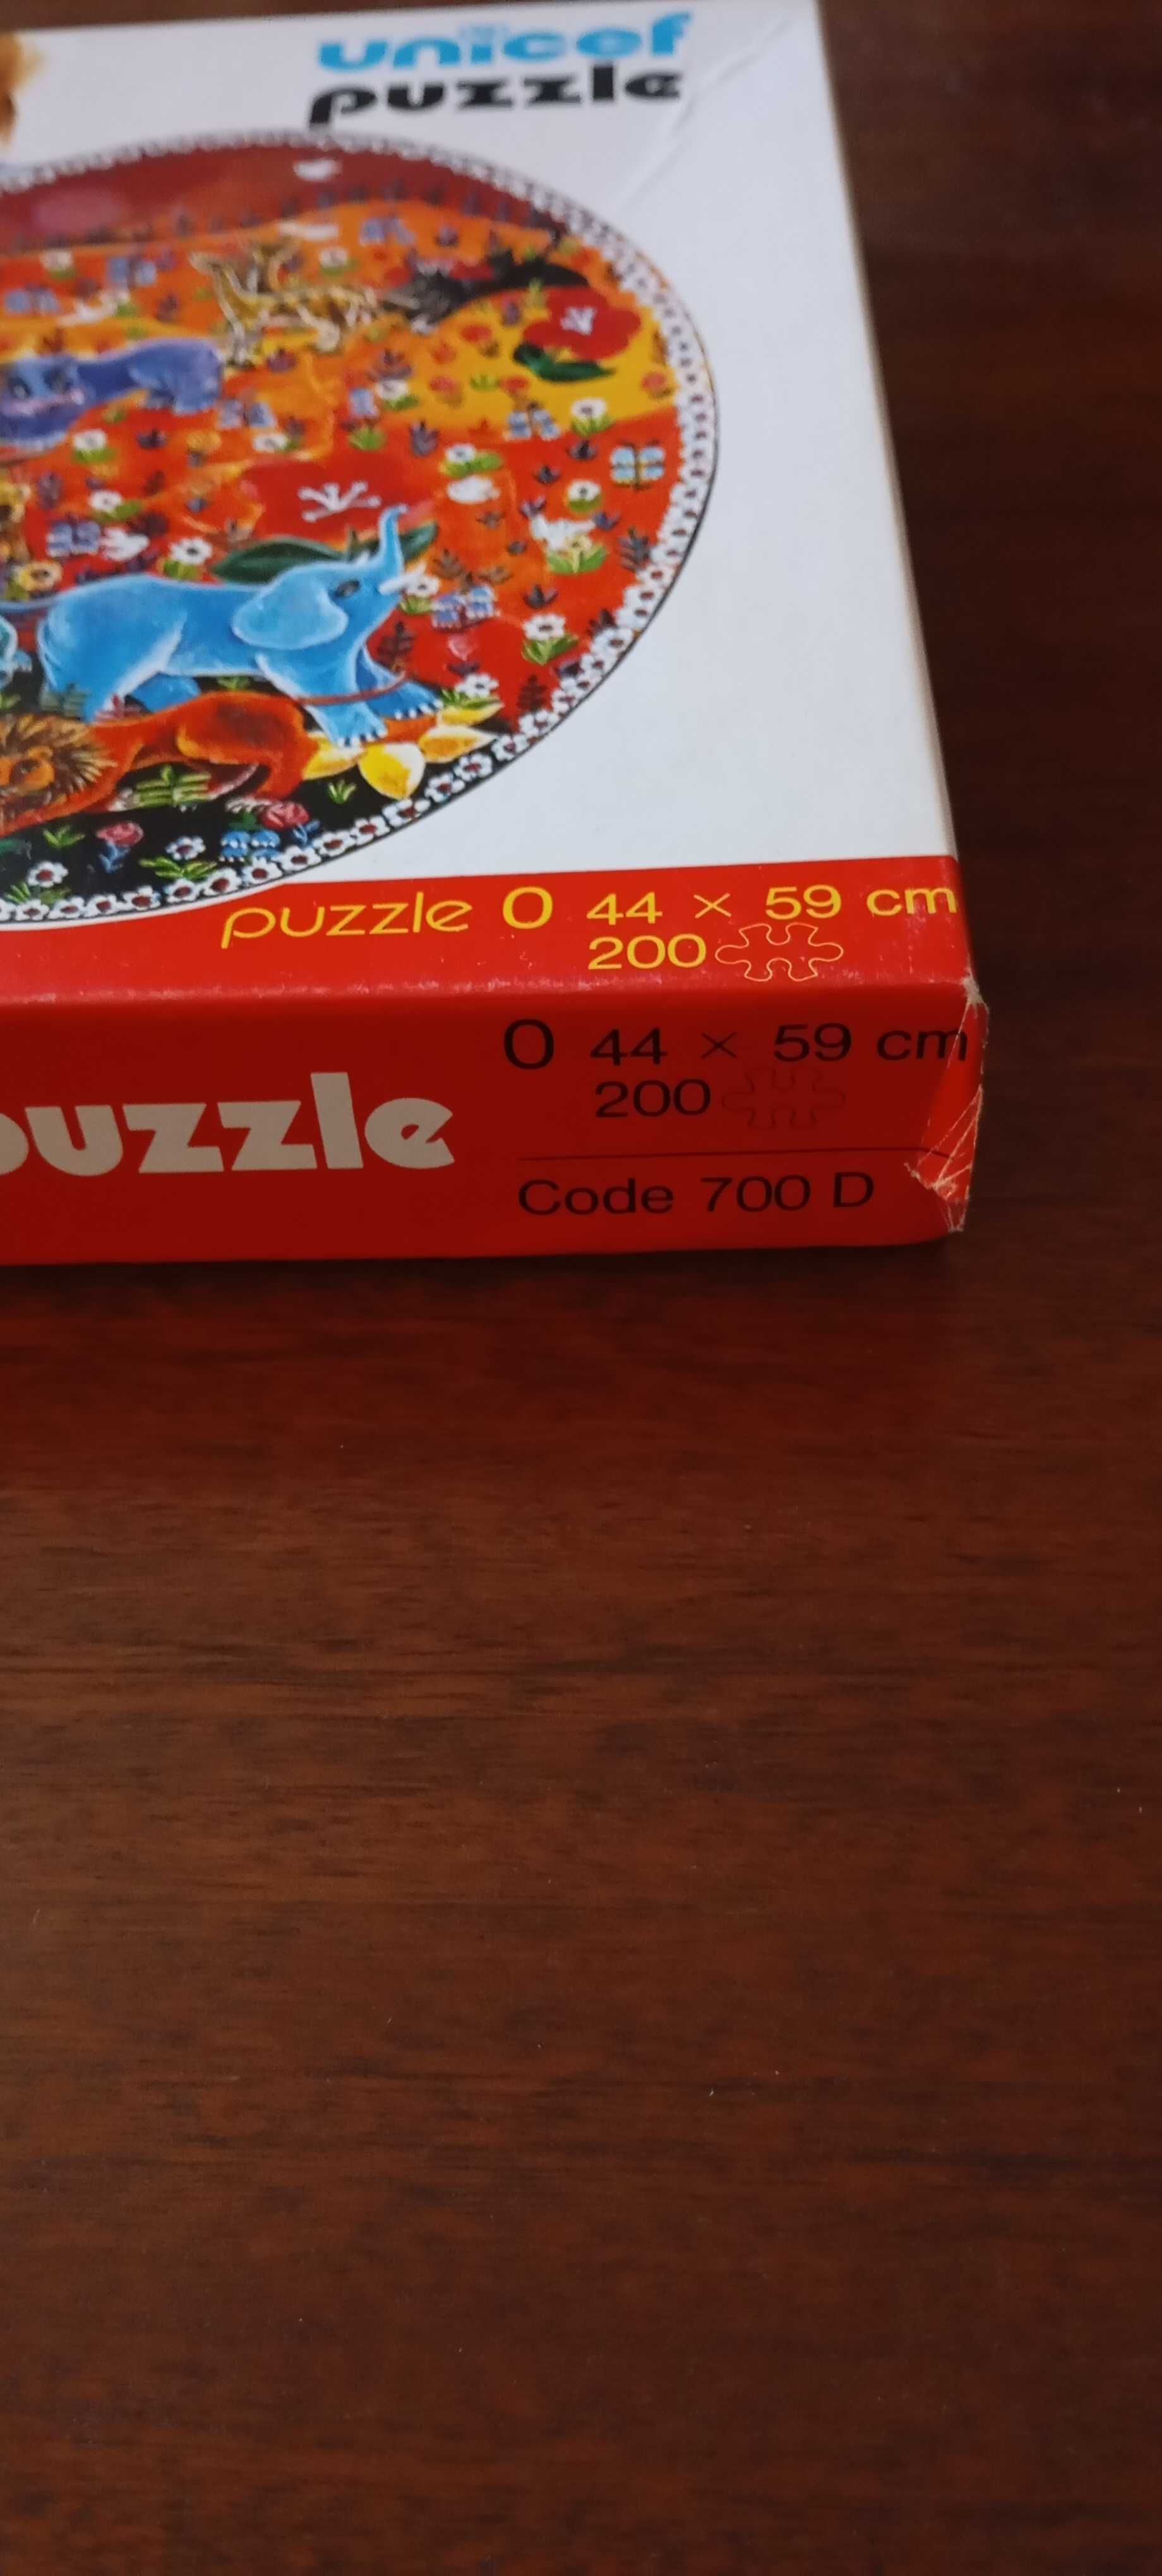 unicef
puzzle
puzzle O 44 × 59 cm
200
O 44 × 59 cm
200
puzzle
Code 700 D